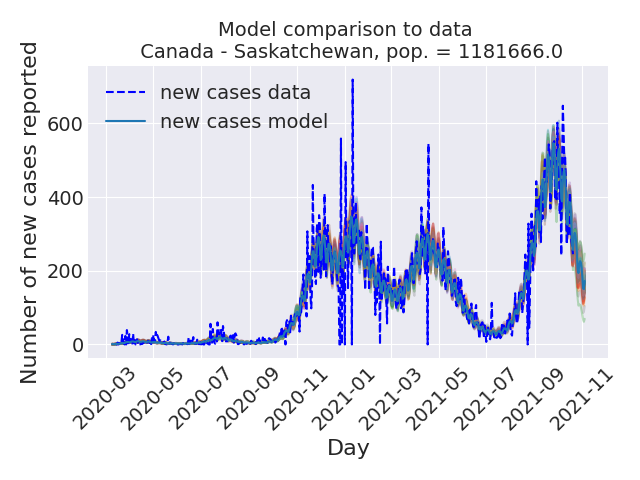 Model comparison to data
Canada - Saskatchewan, pop. = 1181666.0
Number of new cases reported
600
400
200
0
new cases data
new cases model
2020-03
2020-05
2020-07
2020-09
2020-11
2021-01
2021-03
2021-05
2021-07
2021-09
2021-11
Day